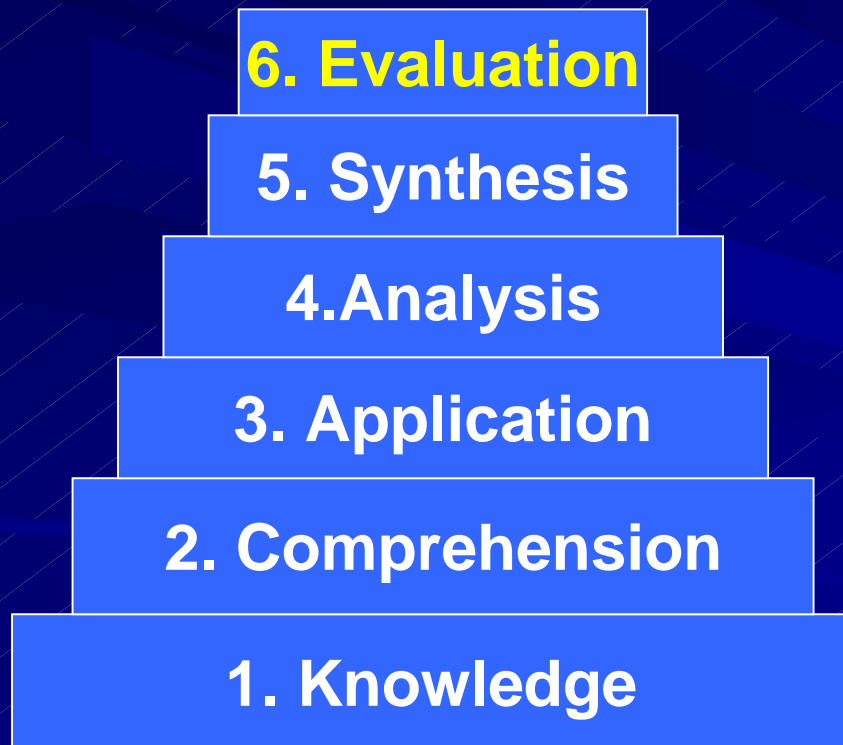 6. Evaluation
5. Synthesis
4.Analysis
3. Application
2. Comprehension
1. Knowledge